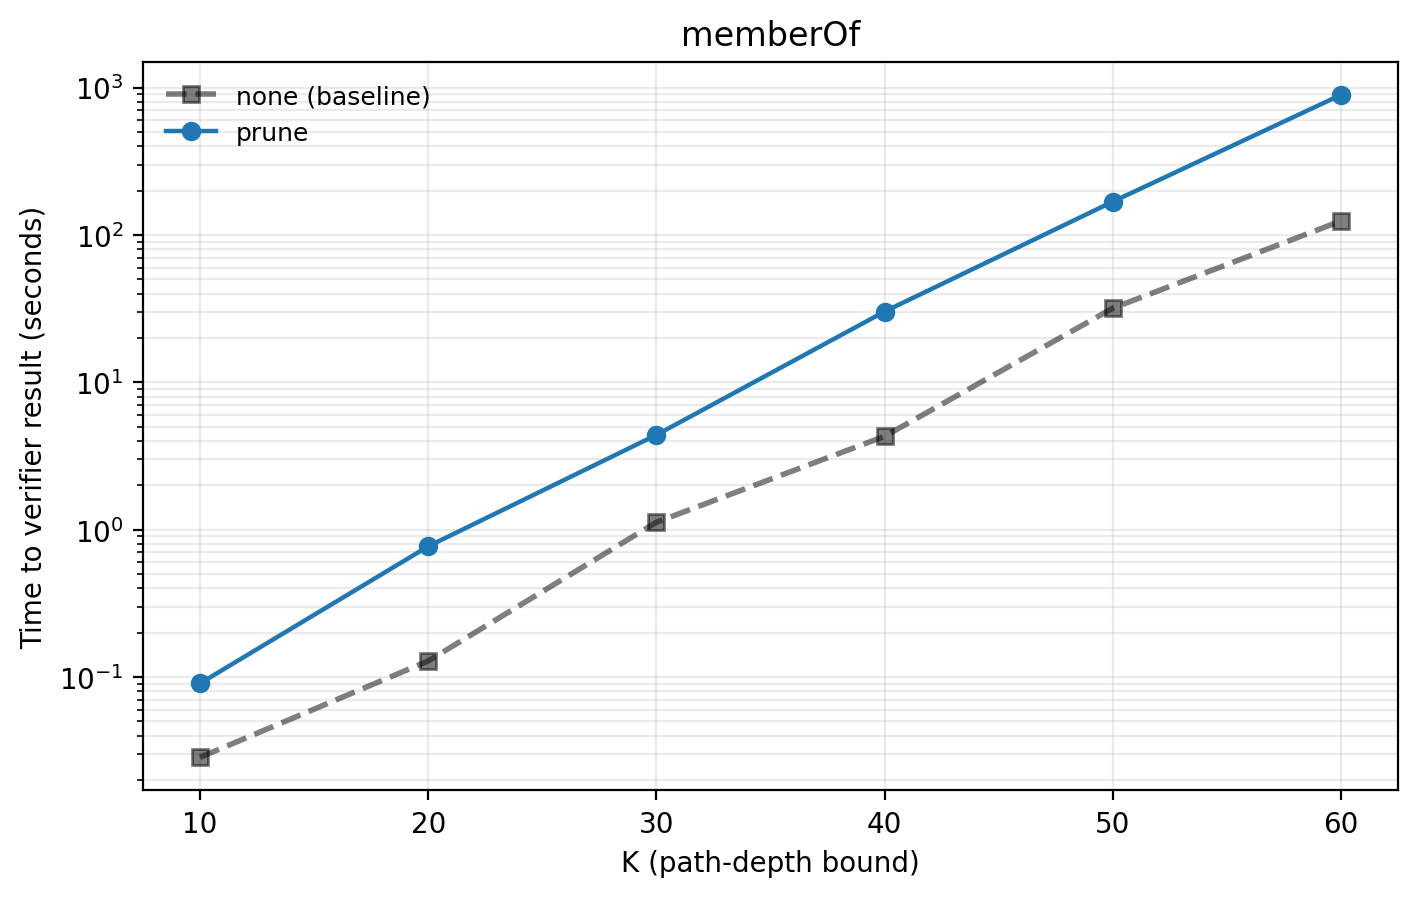 memberOf
none (baseline)
prune
Time to verifier result (seconds)
10³
10²
10¹
10⁰
10⁻¹
10 20 30 40 50 60
K (path-depth bound)